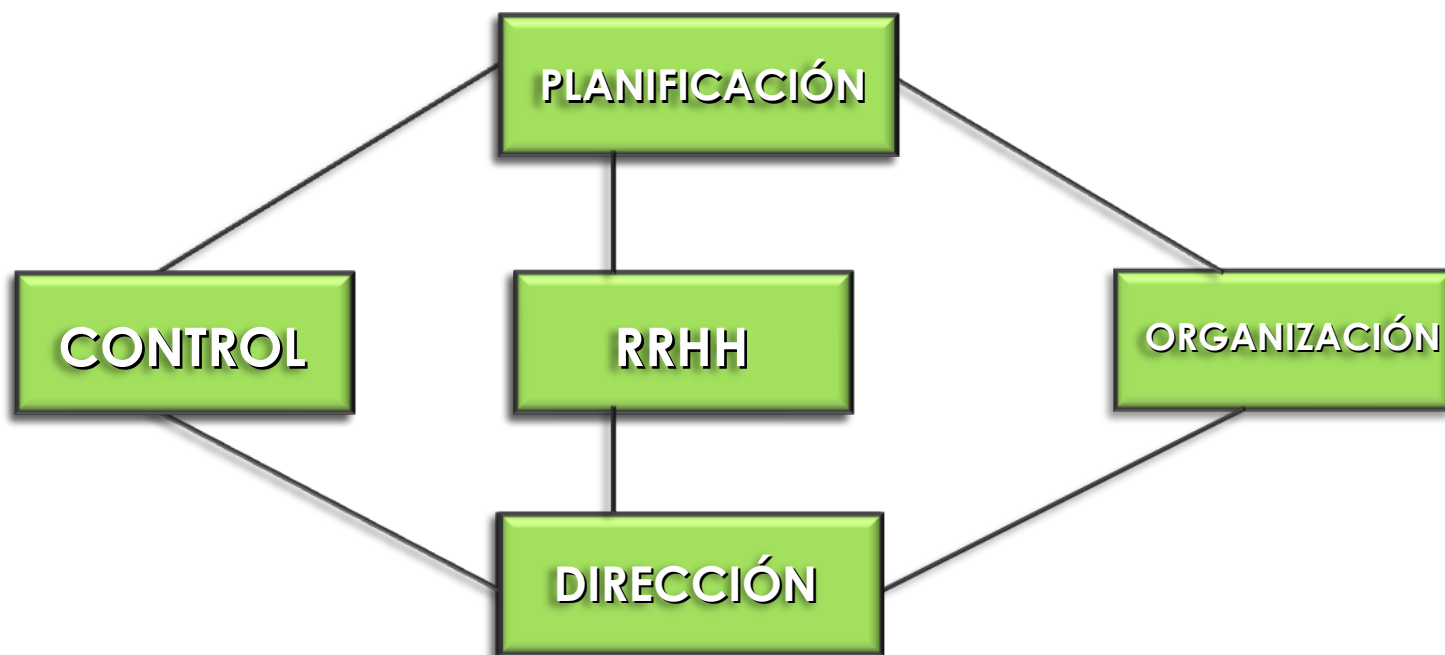 PLANIFICACIÓN
CONTROL
RRHH
ORGANIZACIÓN
DIRECCIÓN